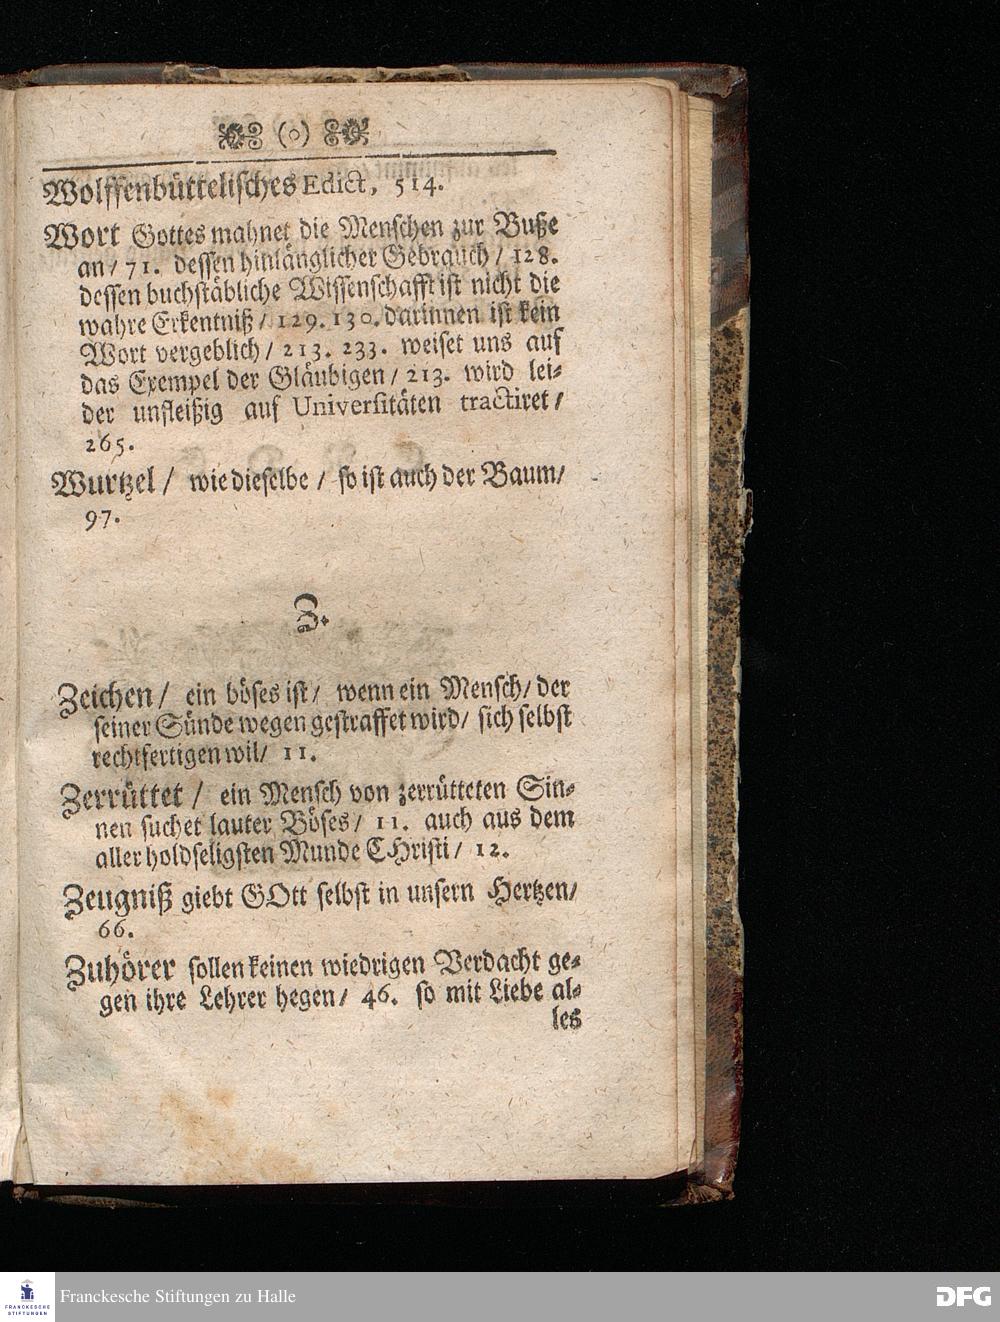 (o)
Wolffenbüttelisches Edict, 514.
Wort Gottes mahnet die Menschen zur Buße
an/ 71. dessen hinlänglicher Gebrauch/ 128.
dessen buchstäbliche Wissenschafft ist nicht die
wahre Erkentniß/ 129. 130. darinnen ist kein
Wort vergeblich/ 213. 233. weiset uns auf
das Exempel der Gläubigen/ 213. wird lei-
der unfleißig auf Universitäten tractiret/
265.
Wurtzel/ wie dieselbe/ so ist auch der Baum/
97.
Z.
Zeichen/ ein böses ist/ wenn ein Mensch/ der
seiner Sünde wegen gestraffet wird/ sich selbst
rechtfertigen wil/ 11.
Zerrüttet/ ein Mensch von zerrütteten Sin-
nen suchet lauter Böses/ 11. auch aus dem
aller holdseligsten Munde CHristi/ 12.
Zeugniß giebt GOtt selbst in unsern Hertzen/
66.
Zuhörer sollen keinen wiedrigen Verdacht ge-
gen ihre Lehrer hegen/ 46. so mit Liebe al-
les
FRANCKESCHE
STIFTUNGEN
Franckesche Stiftungen zu Halle
DFG